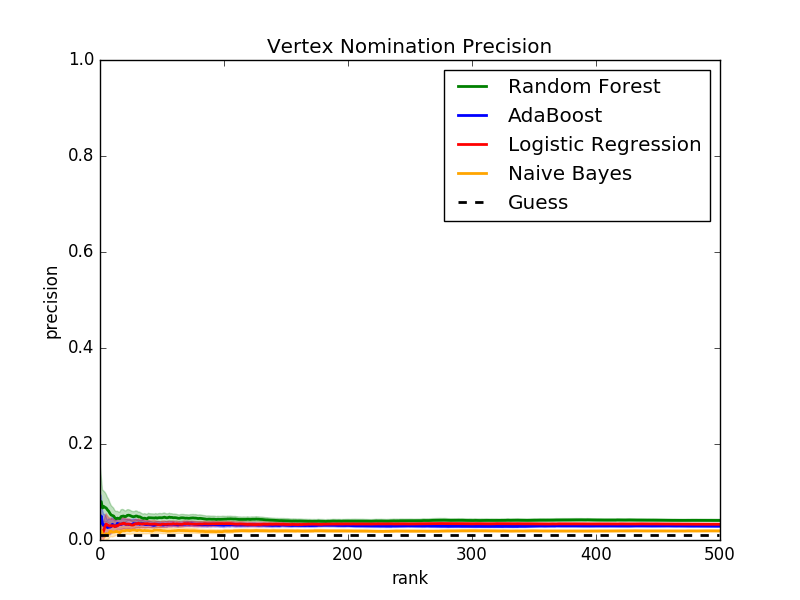 Vertex Nomination Precision
1.0
0.8
0.6
0.4
0.2
0.0
precision
Random Forest
AdaBoost
Logistic Regression
Naive Bayes
Guess
0 100 200 300 400 500
rank